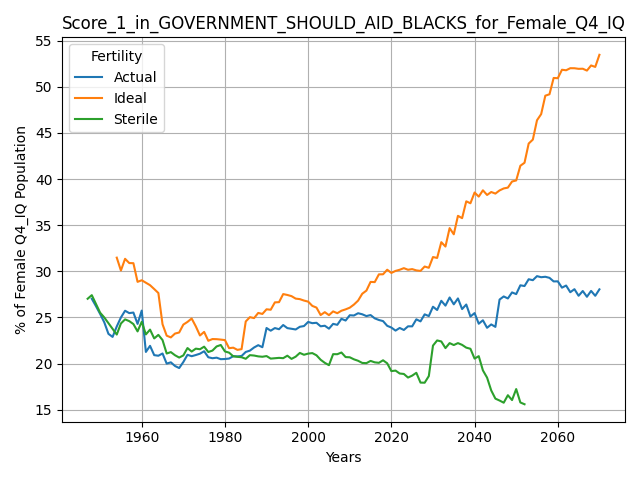 Score_1_in_GOVERNMENT_SHOULD_AID_BLACKS_for_Female_Q4_IQ
Fertility
Actual
Ideal
Sterile
% of Female Q4_IQ Population
55
50
45
40
35
30
25
20
15
1960
1980
2000
2020
2040
2060
Years